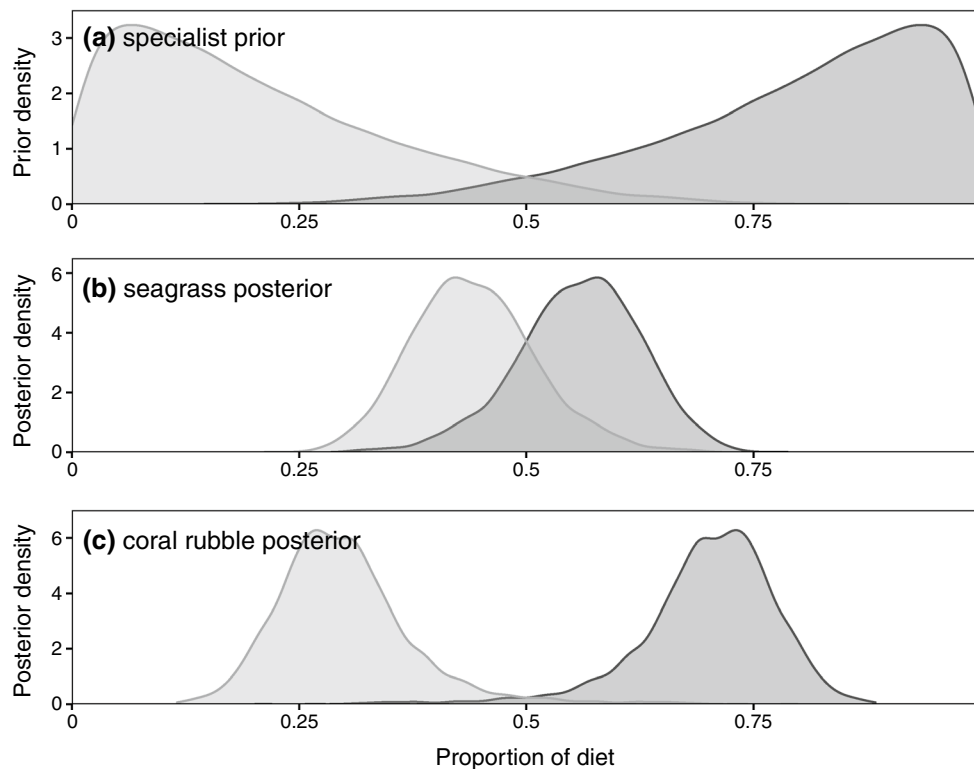 (a) specialist prior
Prior density
3
2
1
0
0 0.25 0.5 0.75
(b) seagrass posterior
Posterior density
6
4
2
0
0 0.25 0.5 0.75
(c) coral rubble posterior
Posterior density
6
4
2
0
0 0.25 0.5 0.75
Proportion of diet